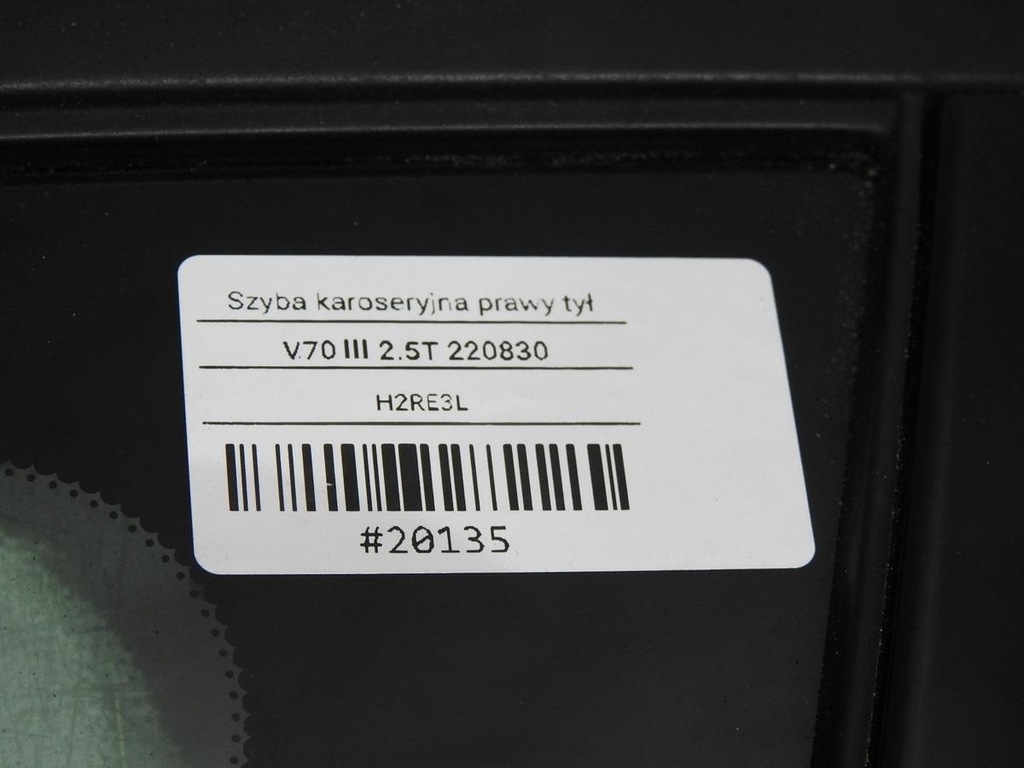 Szyba karoseryjna prawy tył
V70 III 2.5T 220830
H2RE3L
#20135